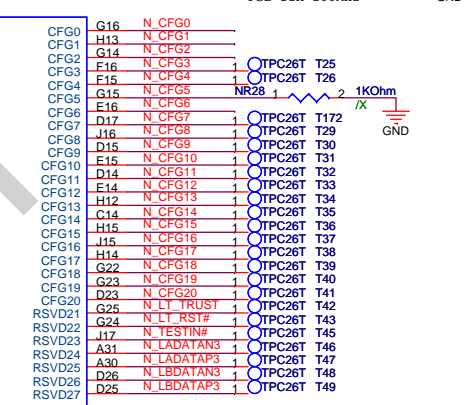 CFG0 G16 N_CFG0
CFG1 H13 N_CFG1
CFG2 G14 N_CFG2
CFG3 F16 N_CFG3 1 TPC26T T25
CFG4 F15 N_CFG4 1 TPC26T T26
CFG5 G15 N_CFG5 NR28 1 2 1KOhm
CFG6 E16 N_CFG6 /X
CFG7 D17 N_CFG7 1 TPC26T T172 GND
CFG8 J16 N_CFG8 1 TPC26T T29
CFG9 D15 N_CFG9 1 TPC26T T30
CFG10 E15 N_CFG10 1 TPC26T T31
CFG11 D14 N_CFG11 1 TPC26T T32
CFG12 E14 N_CFG12 1 TPC26T T33
CFG13 H12 N_CFG13 1 TPC26T T34
CFG14 C14 N_CFG14 1 TPC26T T35
CFG15 H15 N_CFG15 1 TPC26T T36
CFG16 J15 N_CFG16 1 TPC26T T37
CFG17 H14 N_CFG17 1 TPC26T T38
CFG18 G22 N_CFG18 1 TPC26T T39
CFG19 G23 N_CFG19 1 TPC26T T40
CFG20 D23 N_CFG20 1 TPC26T T41
RSVD21 G25 N_LT_TRUST 1 TPC26T T42
RSVD22 G24 N_LT_RST# 1 TPC26T T43
RSVD23 J17 N_TESTIN# 1 TPC26T T45
RSVD24 A31 N_LADATAN3 1 TPC26T T46
RSVD25 A30 N_LADATAP3 1 TPC26T T47
RSVD26 D26 N_LBDATAN3 1 TPC26T T48
RSVD27 D25 N_LBDATAP3 1 TPC26T T49